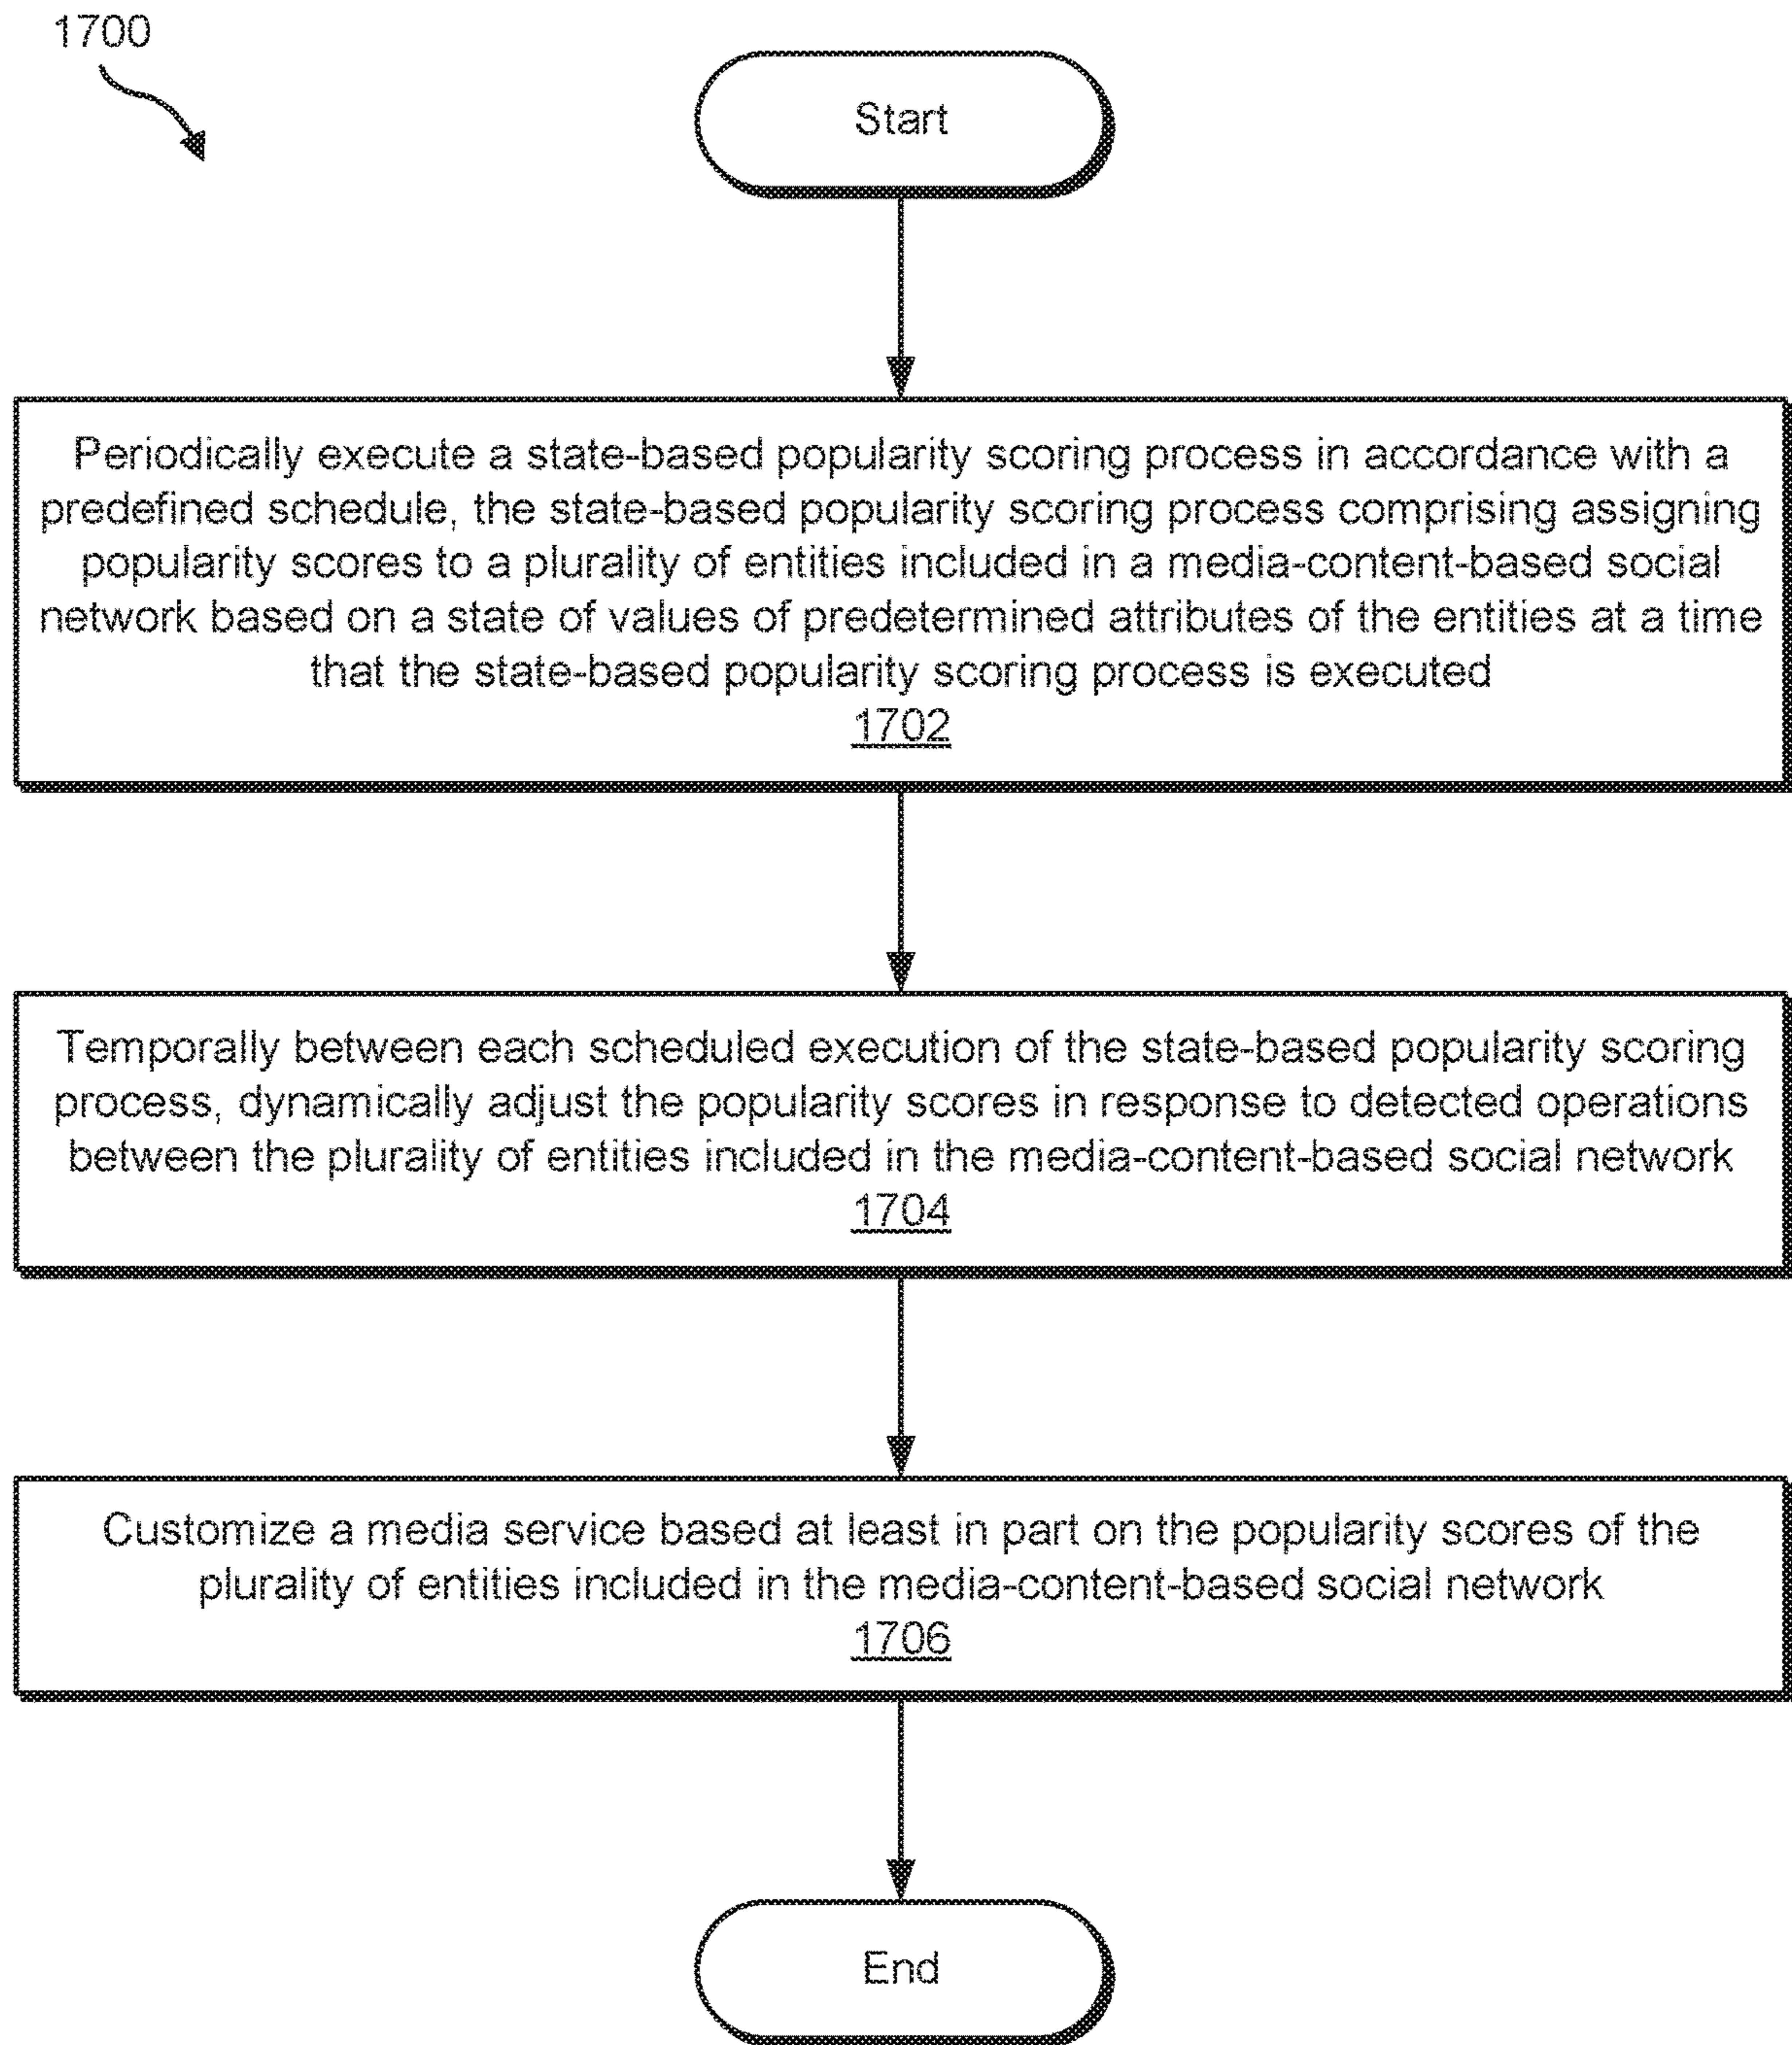 1700
Start
Periodically execute a state-based popularity scoring process in accordance with a
predefined schedule, the state-based popularity scoring process comprising assigning
popularity scores to a plurality of entities included in a media-content-based social
network based on a state of values of predetermined attributes of the entities at a time
that the state-based popularity scoring process is executed
1702
Temporally between each scheduled execution of the state-based popularity scoring
process, dynamically adjust the popularity scores in response to detected operations
between the plurality of entities included in the media-content-based social network
1704
Customize a media service based at least in part on the popularity scores of the
plurality of entities included in the media-content-based social network
1706
End